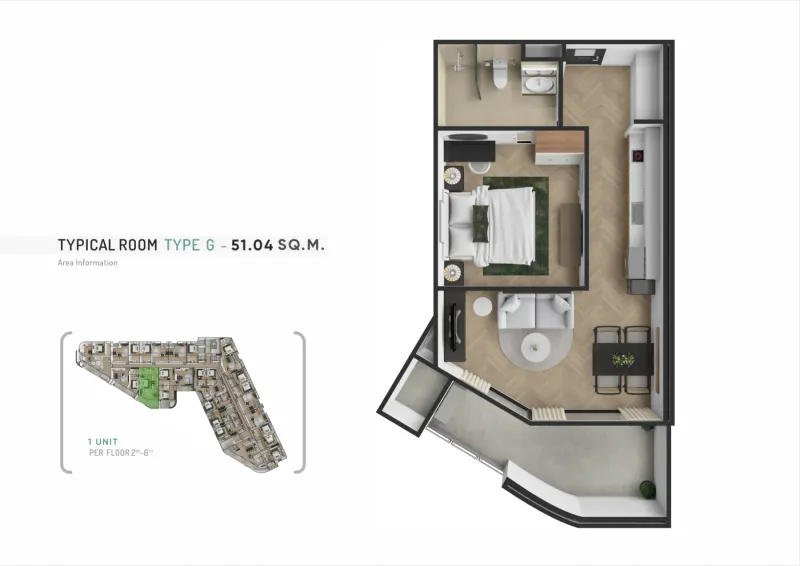 TYPICAL ROOM TYPE G - 51.04 SQ.M.
Area Information
1 UNIT
PER FLOOR 2ND-6TH